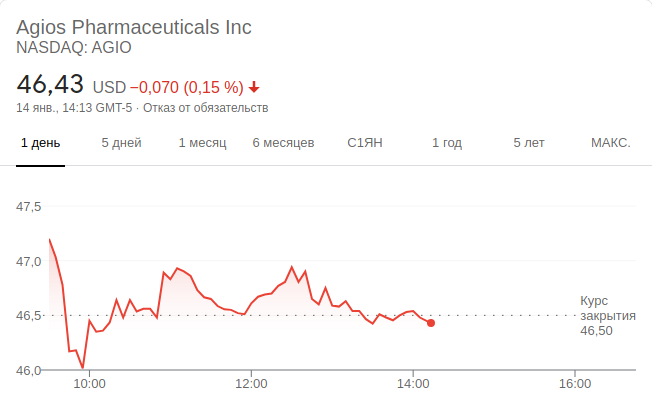 Agios Pharmaceuticals Inc
NASDAQ: AGIO
46,43 USD −0,070 (0,15 %)
14 янв., 14:13 GMT-5 · Отказ от обязательств
1 день 5 дней 1 месяц 6 месяцев С1ЯН 1 год 5 лет МАКС.
47,5
47,0
46,5
46,0
Курс
закрытия
46,50
10:00 12:00 14:00 16:00